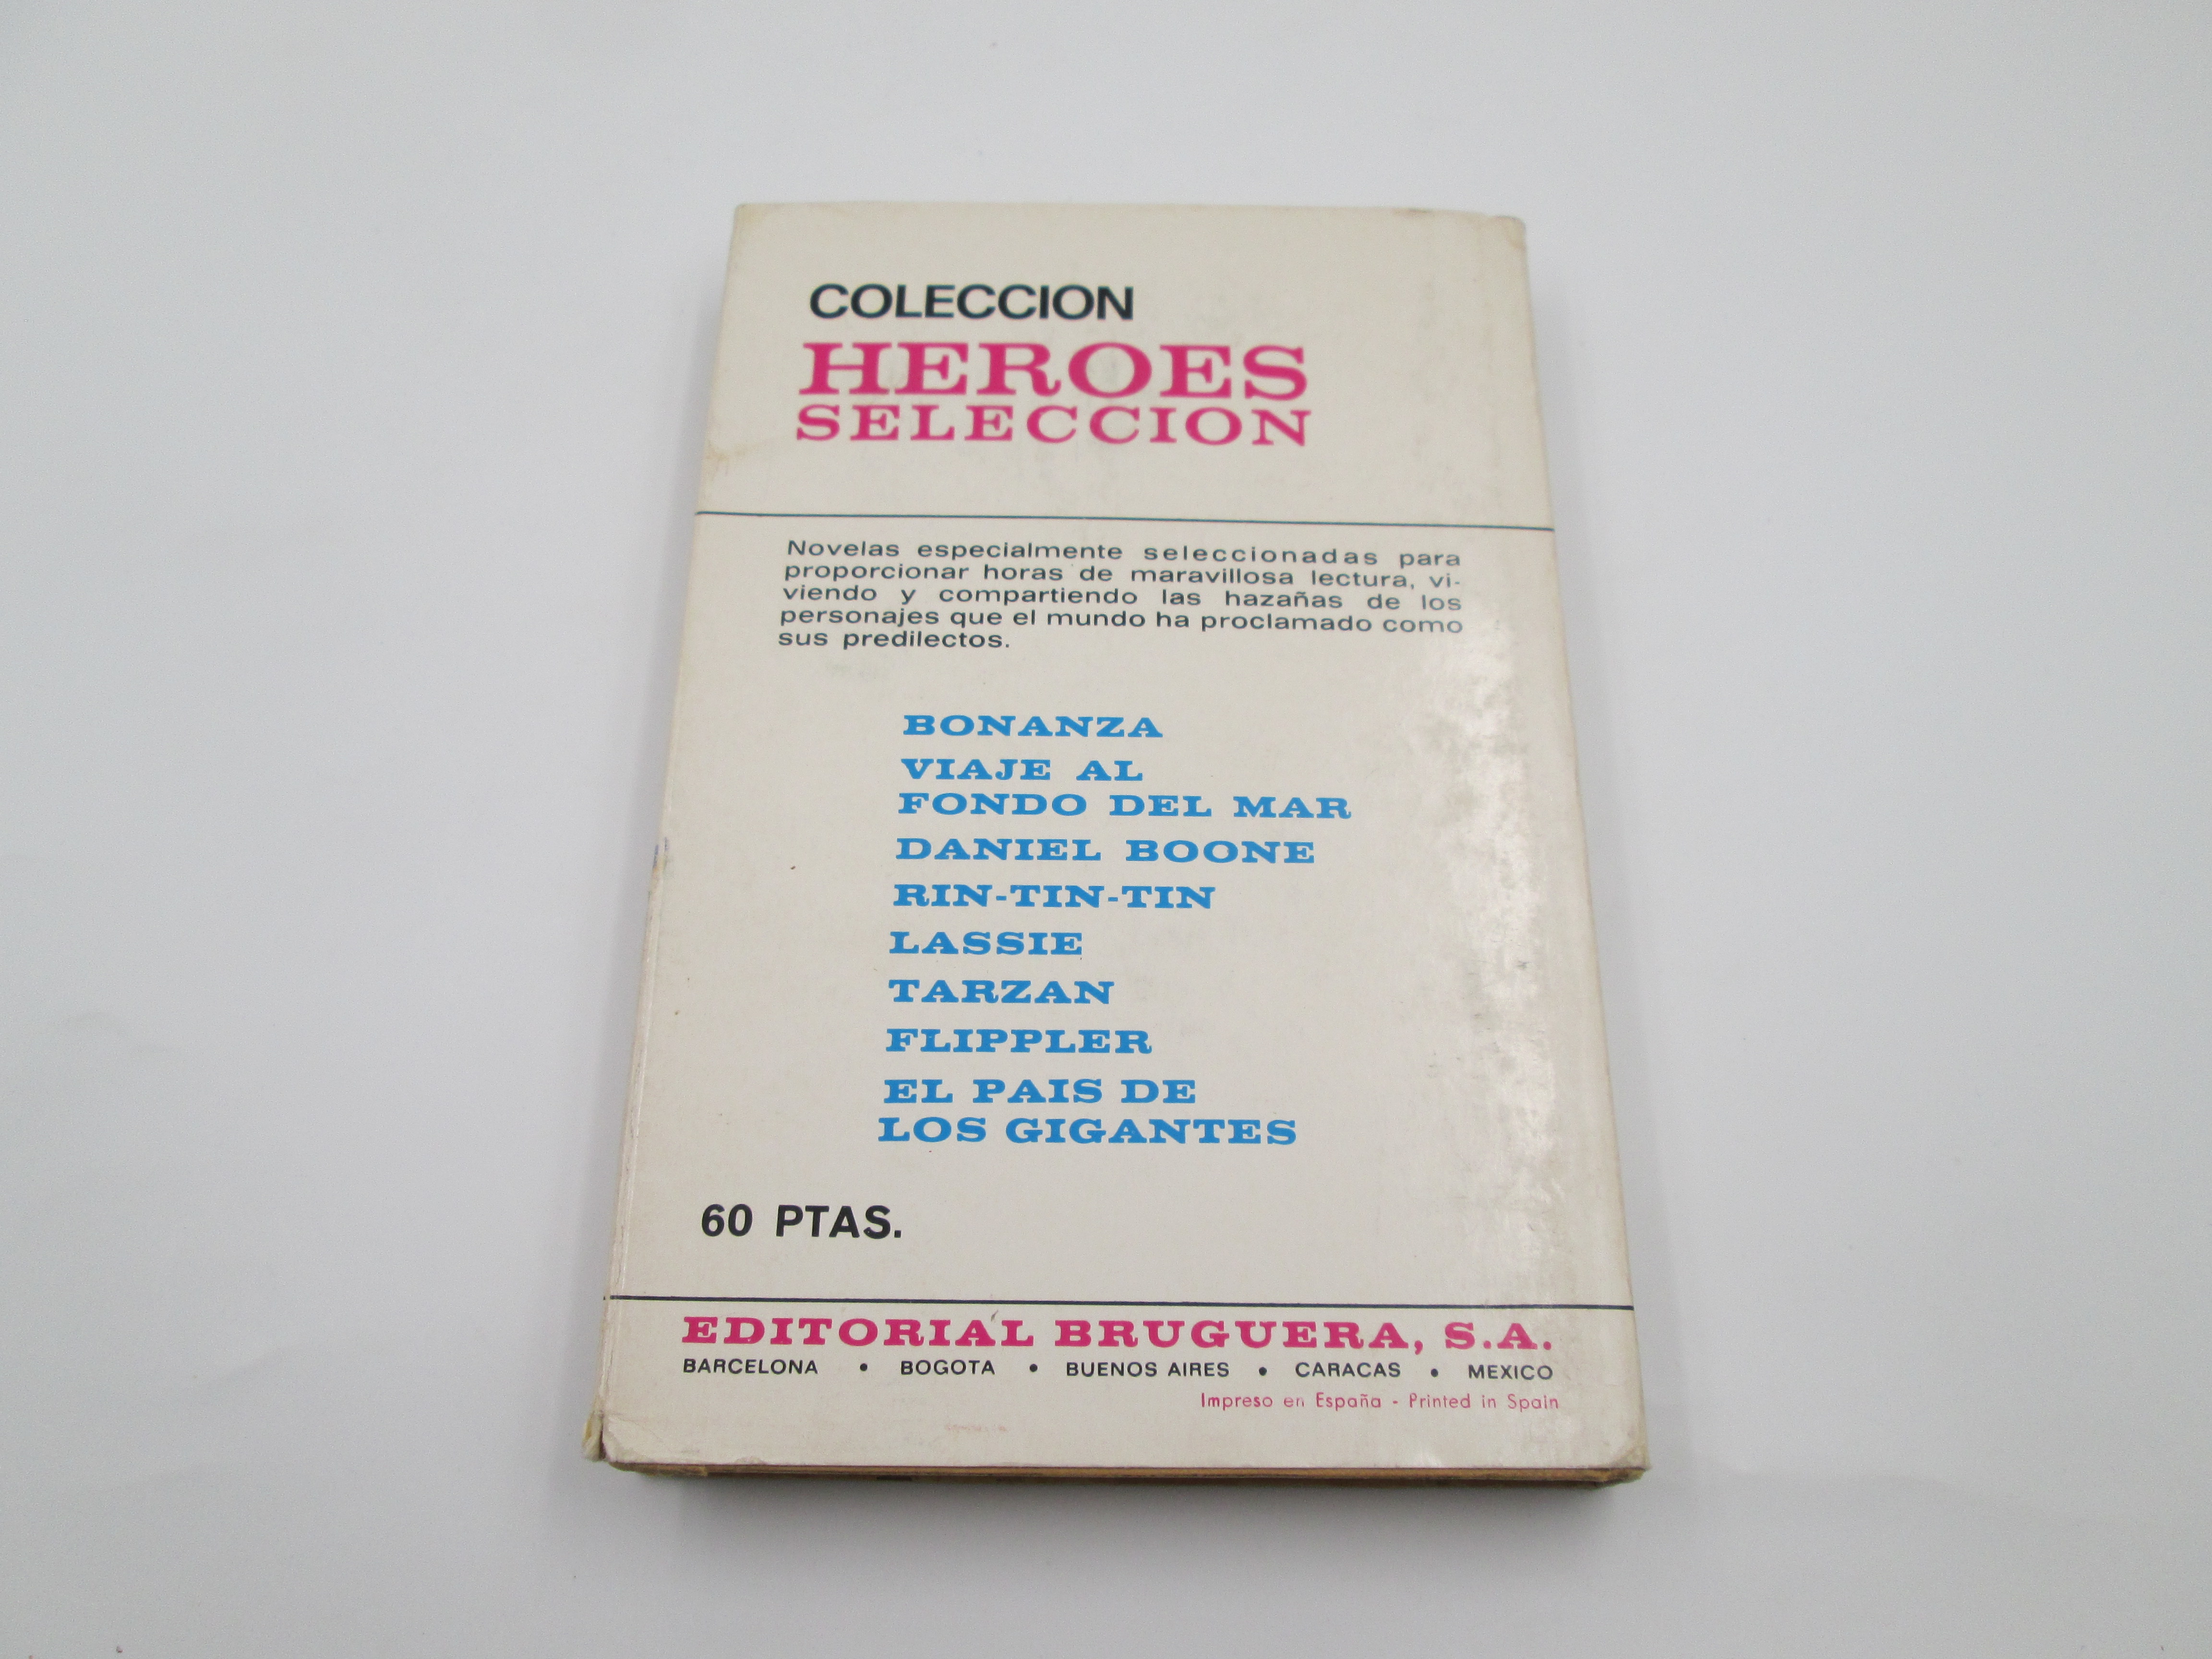 COLECCION
HEROES
SELECCION
Novelas especialmente seleccionadas para
proporcionar horas de maravillosa lectura, vi-
viendo y compartiendo las hazañas de los
personajes que el mundo ha proclamado como
sus predilectos.
BONANZA
VIAJE AL
FONDO DEL MAR
DANIEL BOONE
RIN-TIN-TIN
LASSIE
TARZAN
FLIPPLER
EL PAIS DE
LOS GIGANTES
60 PTAS.
EDITORIAL BRUGUERA, S.A.
BARCELONA • BOGOTA • BUENOS AIRES • CARACAS • MEXICO
Impreso en España - Printed in Spain